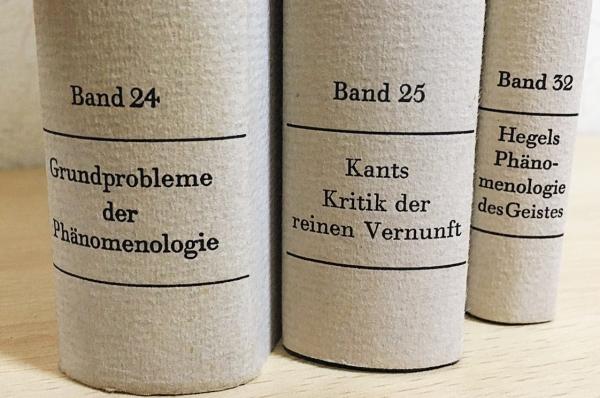 Band 24
Grundprobleme
der
Phänomenologie
Band 25
Kants
Kritik der
reinen Vernunft
Band 32
Hegels
Phäno-
menologie
des Geistes